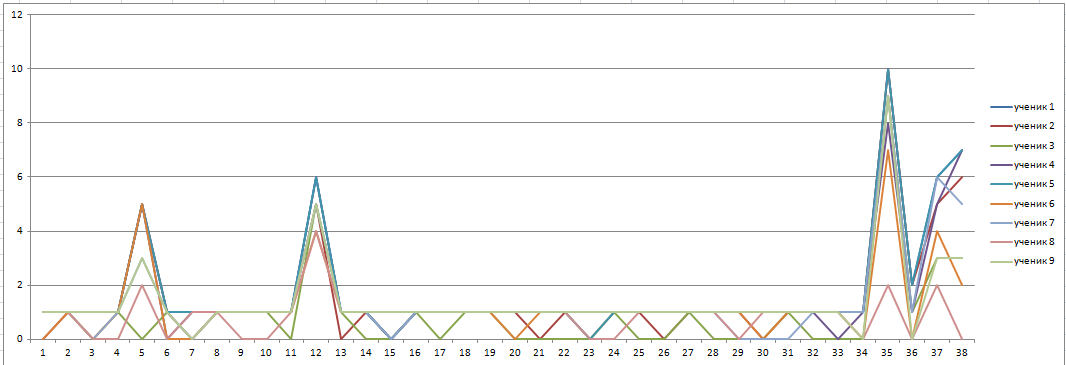 12
10
8
6
4
2
0
1 2 3 4 5 6 7 8 9 10 11 12 13 14 15 16 17 18 19 20 21 22 23 24 25 26 27 28 29 30 31 32 33 34 35 36 37 38
ученик 1
ученик 2
ученик 3
ученик 4
ученик 5
ученик 6
ученик 7
ученик 8
ученик 9